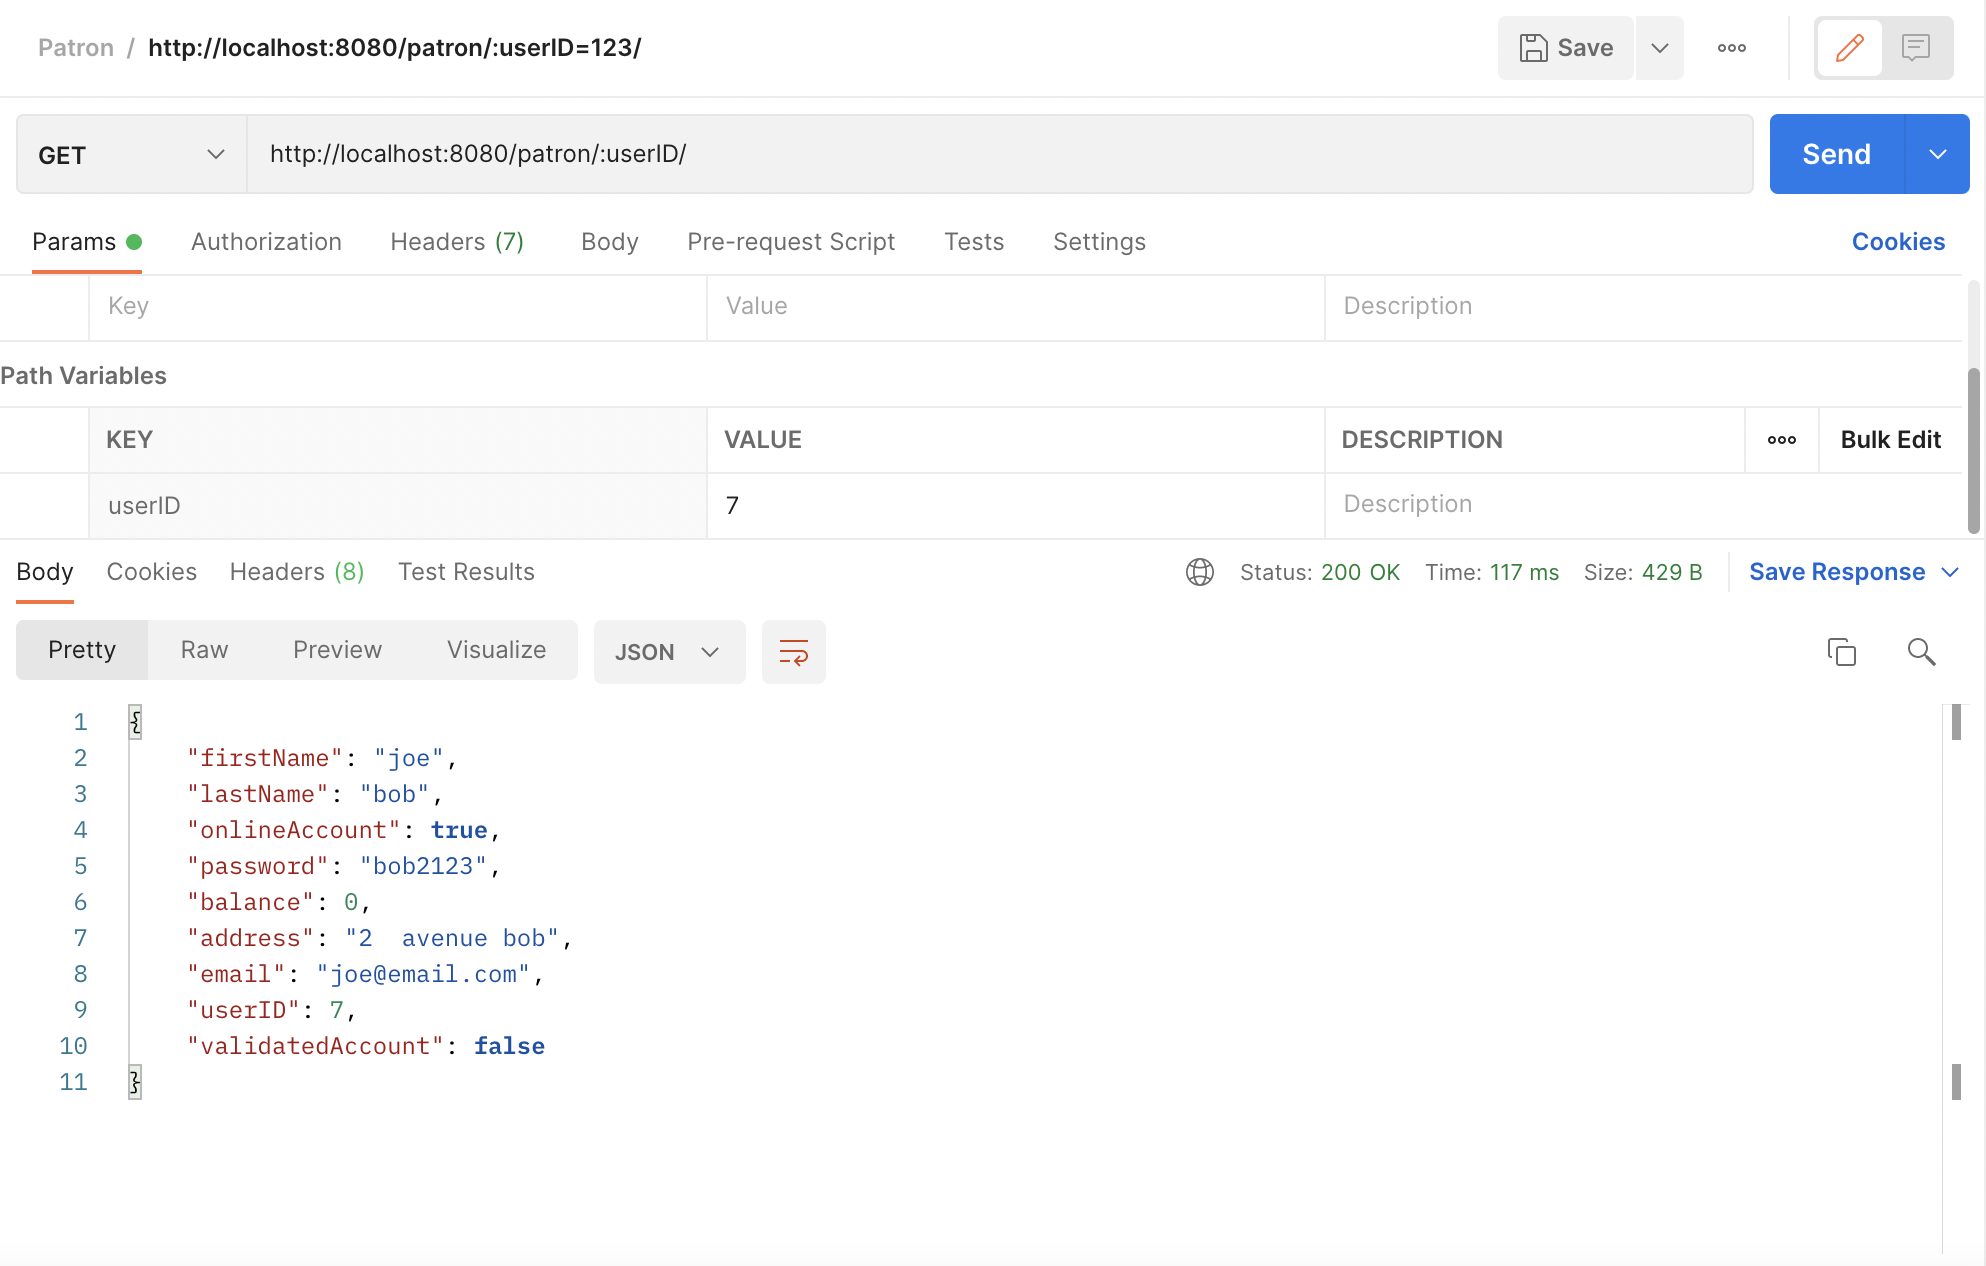 Patron / http://localhost:8080/patron/:userID=123/ Save
GET http://localhost:8080/patron/:userID/ Send
Params Authorization Headers (7) Body Pre-request Script Tests Settings Cookies
Key Value Description
Path Variables
KEY VALUE DESCRIPTION Bulk Edit
userID 7 Description
Body Cookies Headers (8) Test Results Status: 200 OK Time: 117 ms Size: 429 B Save Response
Pretty Raw Preview Visualize JSON
1 {
2 "firstName": "joe",
3 "lastName": "bob",
4 "onlineAccount": true,
5 "password": "bob2123",
6 "balance": 0,
7 "address": "2  avenue bob",
8 "email": "joe@email.com",
9 "userID": 7,
10 "validatedAccount": false
11 }